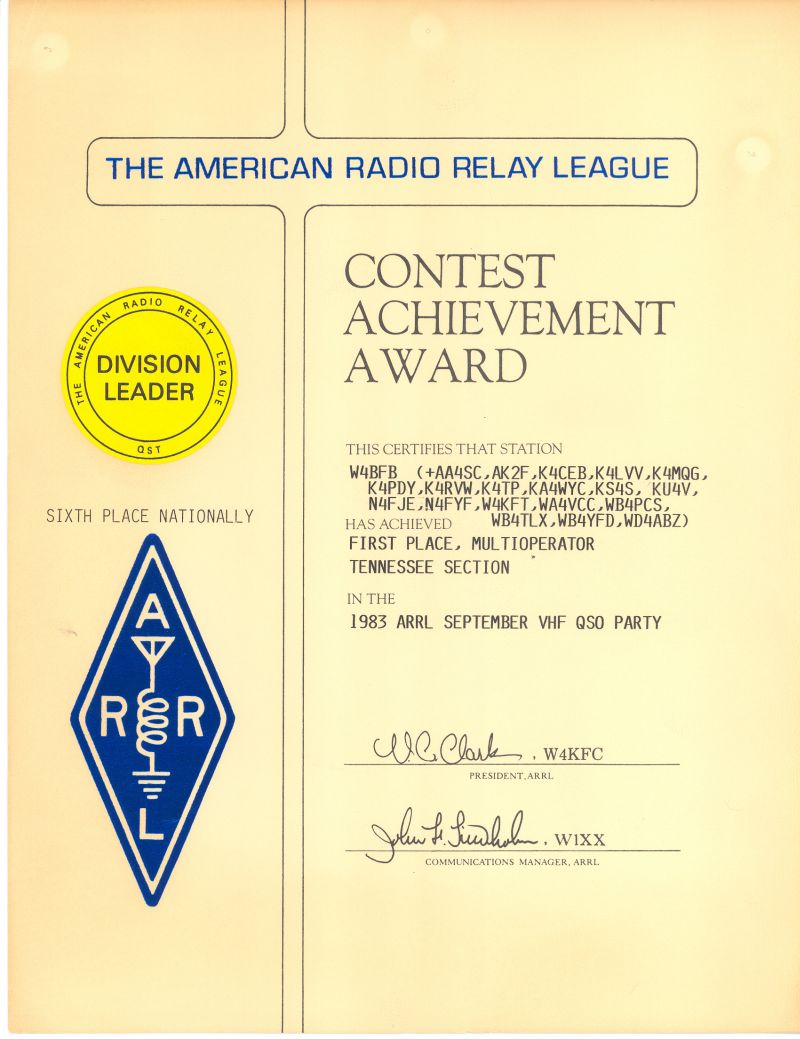 THE AMERICAN RADIO RELAY LEAGUE
CONTEST
ACHIEVEMENT
AWARD
THE AMERICAN RADIO RELAY LEAGUE
DIVISION
LEADER
QST
THIS CERTIFIES THAT STATION
W4BFB (+AA4SC,AK2F,K4CEB,K4LVV,K4MQG,
K4PDY,K4RVW,K4TP,KA4WYC,KS4S, KU4V,
N4FJE,N4FYF,W4KFT,WA4VCC,WB4PCS,
HAS ACHIEVED WB4TLX,WB4YFD,WD4ABZ)
SIXTH PLACE NATIONALLY
FIRST PLACE, MULTIOPERATOR
TENNESSEE SECTION
IN THE
1983 ARRL SEPTEMBER VHF QSO PARTY
A
R R
L
V.C. Clark , W4KFC
PRESIDENT, ARRL
John F. Lindholm , W1XX
COMMUNICATIONS MANAGER, ARRL